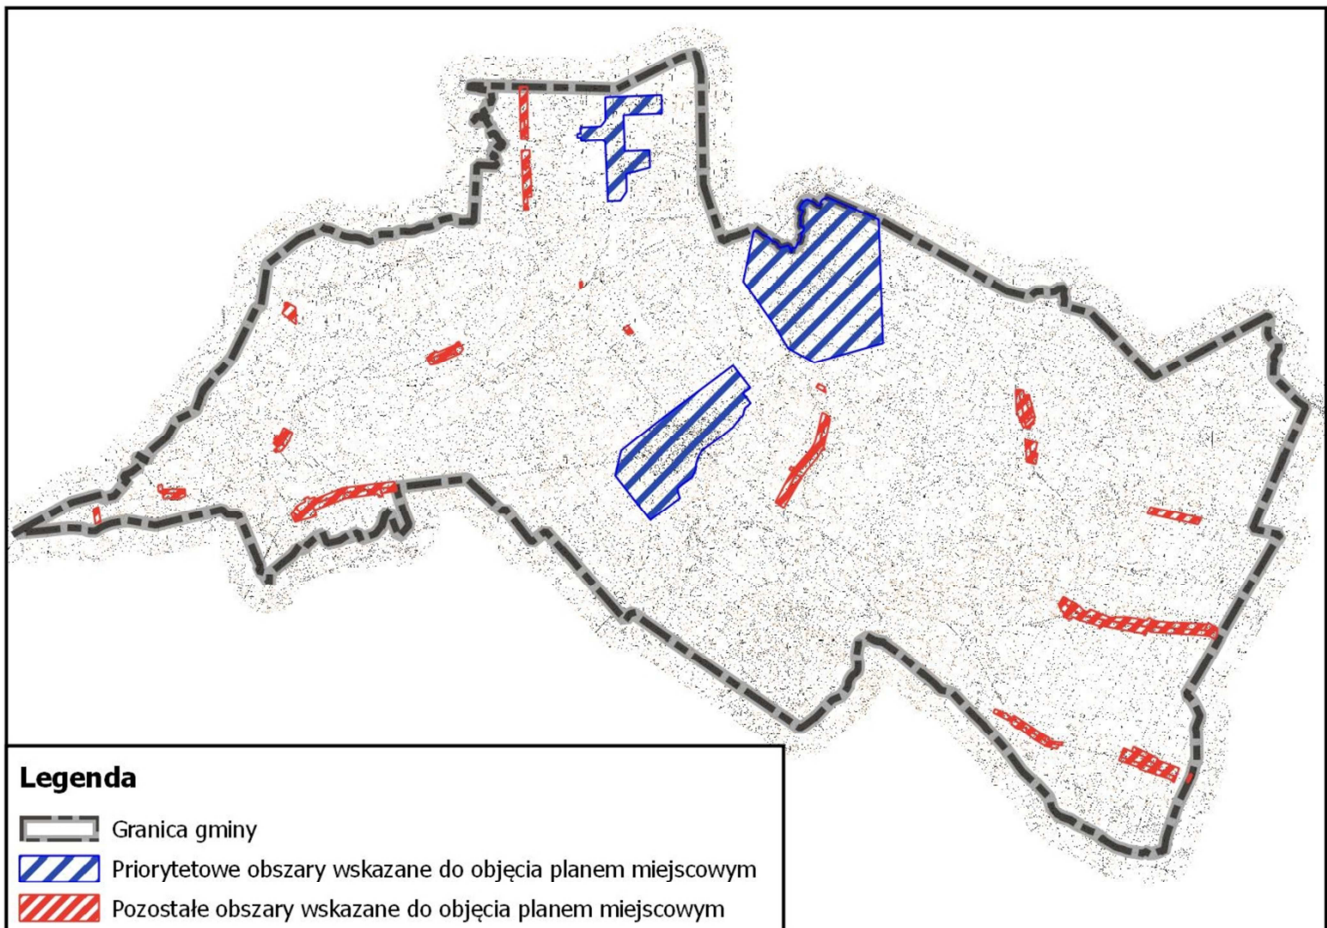 Legenda
Granica gminy
Priorytetowe obszary wskazane do objęcia planem miejscowym
Pozostałe obszary wskazane do objęcia planem miejscowym